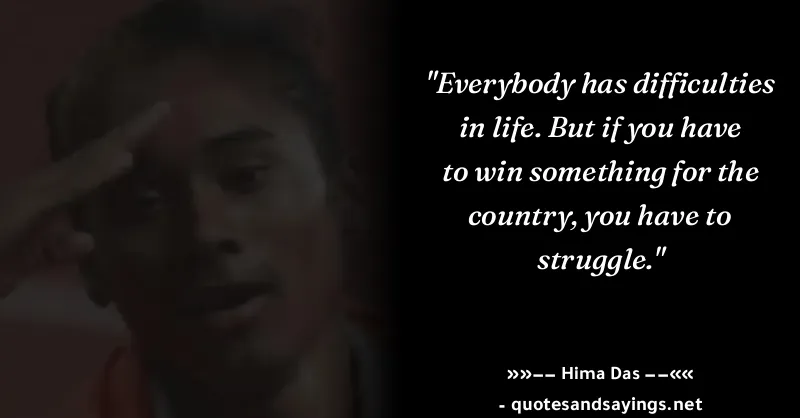 "Everybody has difficulties
in life. But if you have
to win something for the
country, you have to
struggle."
»»–– Hima Das ––««
- quotesandsayings.net